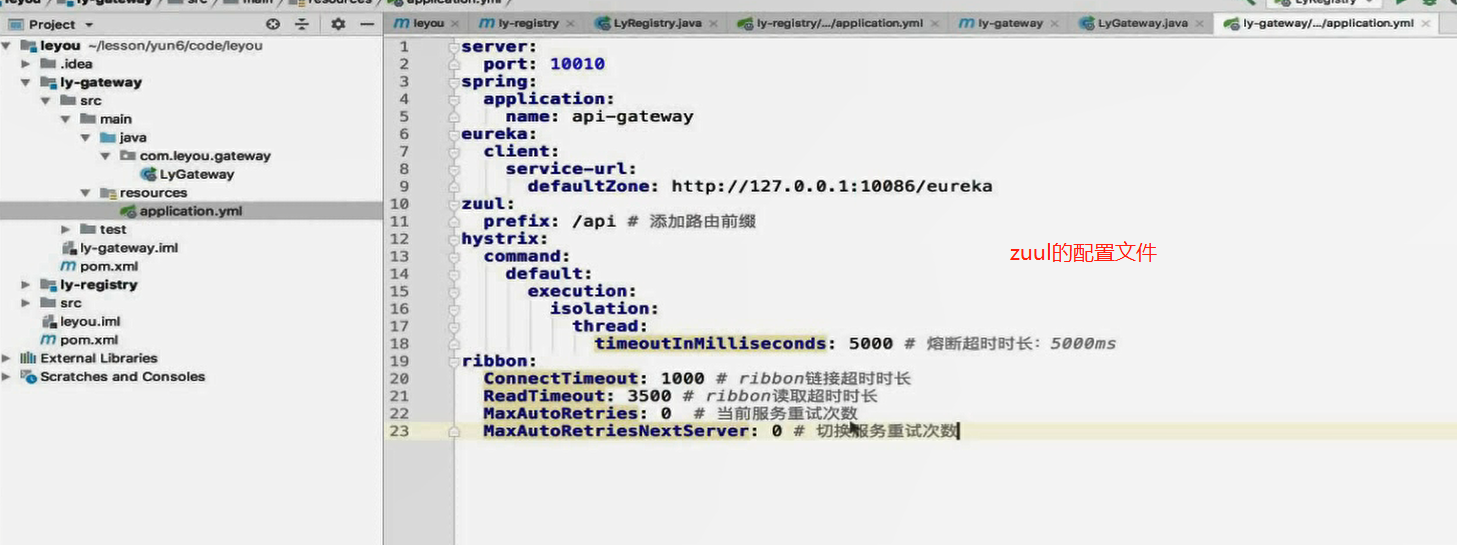 leyou ly-gateway src main resources application.yml
LyRegistry
Project
leyou ly-registry LyRegistry.java ly-registry/.../application.yml ly-gateway LyGateway.java ly-gateway/.../application.yml
leyou ~/lesson/yun6/code/leyou
.idea
ly-gateway
src
main
java
com.leyou.gateway
LyGateway
resources
application.yml
test
ly-gateway.iml
pom.xml
ly-registry
src
leyou.iml
pom.xml
External Libraries
Scratches and Consoles
1 server:
2 port: 10010
3 spring:
4 application:
5 name: api-gateway
6 eureka:
7 client:
8 service-url:
9 defaultZone: http://127.0.0.1:10086/eureka
10 zuul:
11 prefix: /api # 添加路由前缀
12 hystrix:
13 command:
14 default:
15 execution:
16 isolation:
17 thread:
18 timeoutInMilliseconds: 5000 # 熔断超时时长：5000ms
19 ribbon:
20 ConnectTimeout: 1000 # ribbon链接超时时长
21 ReadTimeout: 3500 # ribbon读取超时时长
22 MaxAutoRetries: 0 # 当前服务重试次数
23 MaxAutoRetriesNextServer: 0 # 切换服务重试次数
zuul的配置文件